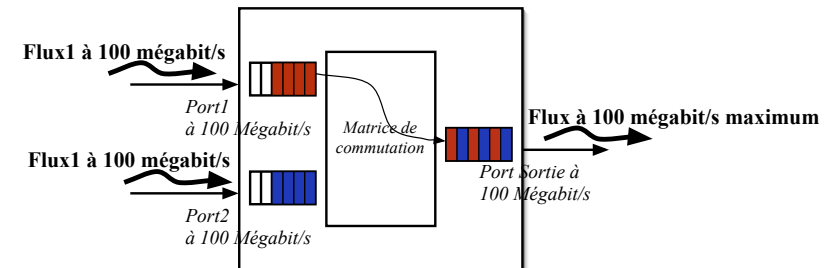 Flux1 à 100 mégabit/s
Port1
à 100 Mégabit/s
Flux1 à 100 mégabit/s
Port2
à 100 Mégabit/s
Matrice de
commutation
Flux à 100 mégabit/s maximum
Port Sortie à
100 Mégabit/s